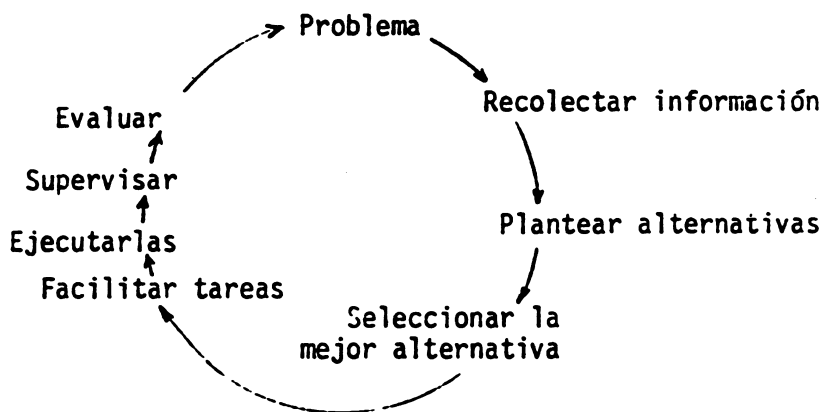 Problema
Recolectar información
Plantear alternativas
Seleccionar la
mejor alternativa
Facilitar tareas
Ejecutarlas
Supervisar
Evaluar